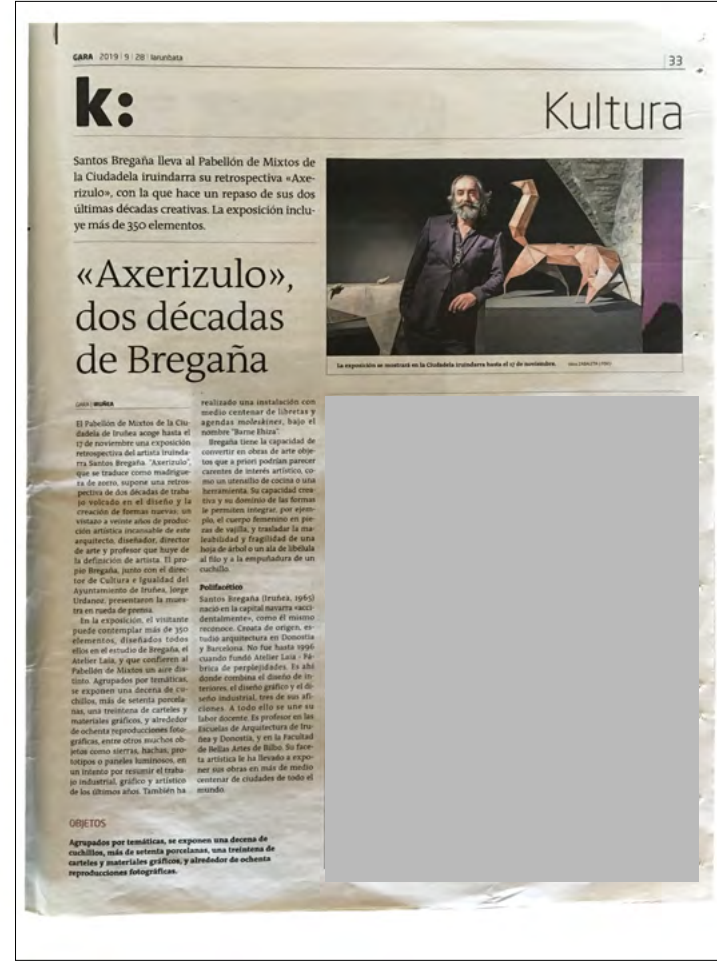 GARA 2019 | 9 | 28 larunbata
33
k:
Kultura
Santos Bregaña lleva al Pabellón de Mixtos de
la Ciudadela iruindarra su retrospectiva «Axe-
rizulo», con la que hace un repaso de sus dos
últimas décadas creativas. La exposición inclu-
ye más de 350 elementos.
«Axerizulo»,
dos décadas
de Bregaña
La exposición se mostrará en la Ciudadela iruindarra hasta el 17 de noviembre.
GARA | IRUÑEA
El Pabellón de Mixtos de la Ciu-
dadela de Iruñea acoge hasta el
17 de noviembre una exposición
retrospectiva del artista iruinda-
rra Santos Bregaña. "Axerizulo",
que se traduce como madrigue-
ra de zorro, supone una retros-
pectiva de dos décadas de traba-
jo volcado en el diseño y la
creación de formas nuevas, un
vistazo a veinte años de produc-
ción artística incansable de este
arquitecto, diseñador, director
de arte y profesor que huye de
la definición de artista. El pro-
pio Bregaña, junto con el direc-
tor de Cultura e Igualdad del
Ayuntamiento de Iruñea, Jorge
Urdanoz, presentaron la mues-
tra en rueda de prensa.
En la exposición, el visitante
puede contemplar más de 350
elementos, diseñados todos
ellos en el estudio de Bregaña, el
Atelier Laia, y que confieren al
Pabellón de Mixtos un aire dis-
tinto. Agrupados por temáticas,
se exponen una decena de cu-
chillos, más de setenta porcela-
nas, una treintena de carteles y
materiales gráficos, y alrededor
de ochenta reproducciones foto-
gráficas, entre otros muchos ob-
jetos como sierras, hachas, pro-
totipos o paneles luminosos, en
un intento por resumir el traba-
jo industrial, gráfico y artístico
de los últimos años. También ha
realizado una instalación con
medio centenar de libretas y
agendas moleskines, bajo el
nombre "Barne Ehiza".
Bregaña tiene la capacidad de
convertir en obras de arte obje-
tos que a priori podrían parecer
carentes de interés artístico, co-
mo un utensilio de cocina o una
herramienta. Su capacidad crea-
tiva y su dominio de las formas
le permiten integrar, por ejem-
plo, el cuerpo femenino en pie-
zas de vajilla, y trasladar la ma-
leabilidad y fragilidad de una
hoja de árbol o un ala de libélula
al filo y a la empuñadura de un
cuchillo.
Polifacético
Santos Bregaña (Iruñea, 1965)
nació en la capital navarra «acci-
dentalmente», como él mismo
reconoce. Croata de origen, es-
tudio arquitectura en Donostia
y Barcelona. No fue hasta 1996
cuando fundó Atelier Laia - Fá-
brica de perplejidades. Es ahí
donde combina el diseño de in-
teriores, el diseño gráfico y el di-
seño industrial, tres de sus afi-
ciones. A todo ello se une su
labor docente. Es profesor en las
Escuelas de Arquitectura de Iru-
ñea y Donostia, y en la Facultad
de Bellas Artes de Bilbo. Su face-
ta artística le ha llevado a expo-
ner sus obras en más de medio
centenar de ciudades de todo el
mundo.
OBJETOS
Agrupados por temáticas, se exponen una decena de
cuchillos, más de setenta porcelanas, una treintena de
carteles y materiales gráficos, y alrededor de ochenta
reproducciones fotográficas.